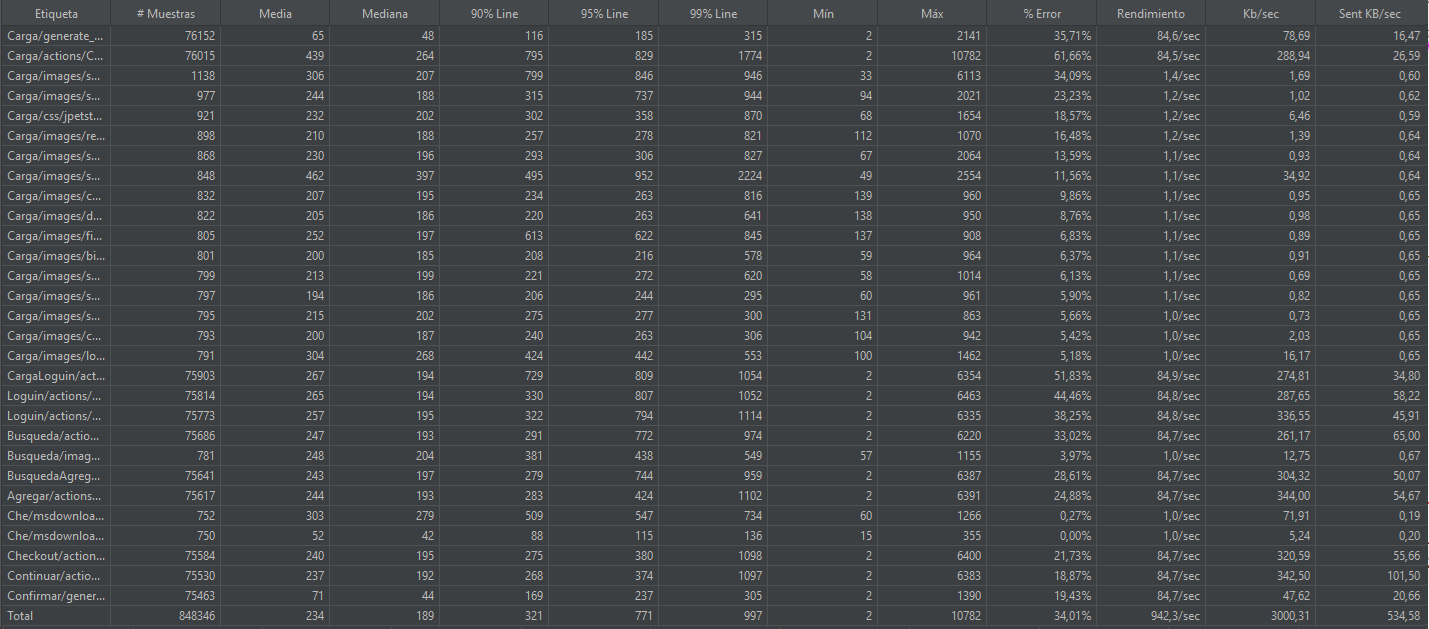 Etiqueta # Muestras Media Mediana 90% Line 95% Line 99% Line Mín Máx % Error Rendimiento Kb/sec Sent KB/sec
Carga/generate_... 76152 65 48 116 185 315 2 2141 35,71% 84,6/sec 78,69 16,47
Carga/actions/C... 76015 439 264 795 829 1774 2 10782 61,66% 84,5/sec 288,94 26,59
Carga/images/s... 1138 306 207 799 846 946 33 6113 34,09% 1,4/sec 1,69 0,60
Carga/images/s... 977 244 188 315 737 944 94 2021 23,23% 1,2/sec 1,02 0,62
Carga/css/jpetst... 921 232 202 302 358 870 68 1654 18,57% 1,2/sec 6,46 0,59
Carga/images/re... 898 210 188 257 278 821 112 1070 16,48% 1,2/sec 1,39 0,64
Carga/images/s... 868 230 196 293 306 827 67 2064 13,59% 1,1/sec 0,93 0,64
Carga/images/s... 848 462 397 495 952 2224 49 2554 11,56% 1,1/sec 34,92 0,64
Carga/images/c... 832 207 195 234 263 816 139 960 9,86% 1,1/sec 0,95 0,65
Carga/images/d... 822 205 186 220 263 641 138 950 8,76% 1,1/sec 0,98 0,65
Carga/images/fi... 805 252 197 613 622 845 137 908 6,83% 1,1/sec 0,89 0,65
Carga/images/bi... 801 200 185 208 216 578 59 964 6,37% 1,1/sec 0,91 0,65
Carga/images/s... 799 213 199 221 272 620 58 1014 6,13% 1,1/sec 0,69 0,65
Carga/images/s... 797 194 186 206 244 295 60 961 5,90% 1,1/sec 0,82 0,65
Carga/images/s... 795 215 202 275 277 300 131 863 5,66% 1,0/sec 0,73 0,65
Carga/images/c... 793 200 187 240 263 306 104 942 5,42% 1,0/sec 2,03 0,65
Carga/images/lo... 791 304 268 424 442 553 100 1462 5,18% 1,0/sec 16,17 0,65
CargaLoguin/act... 75903 267 194 729 809 1054 2 6354 51,83% 84,9/sec 274,81 34,80
Loguin/actions/... 75814 265 194 330 807 1052 2 6463 44,46% 84,8/sec 287,65 58,22
Loguin/actions/... 75773 257 195 322 794 1114 2 6335 38,25% 84,8/sec 336,55 45,91
Busqueda/actio... 75686 247 193 291 772 974 2 6220 33,02% 84,7/sec 261,17 65,00
Busqueda/imag... 781 248 204 381 438 549 57 1155 3,97% 1,0/sec 12,75 0,67
BusquedaAgreg... 75641 243 197 279 744 959 2 6387 28,61% 84,7/sec 304,32 50,07
Agregar/actions... 75617 244 193 283 424 1102 2 6391 24,88% 84,7/sec 344,00 54,67
Che/msdownloa... 752 303 279 509 547 734 60 1266 0,27% 1,0/sec 71,91 0,19
Che/msdownloa... 750 52 42 88 115 136 15 355 0,00% 1,0/sec 5,24 0,20
Checkout/action... 75584 240 195 275 380 1098 2 6400 21,73% 84,7/sec 320,59 55,66
Continuar/actio... 75530 237 192 268 374 1097 2 6383 18,87% 84,7/sec 342,50 101,50
Confirmar/gener... 75463 71 44 169 237 305 2 1390 19,43% 84,7/sec 47,62 20,66
Total 848346 234 189 321 771 997 2 10782 34,01% 942,3/sec 3000,31 534,58